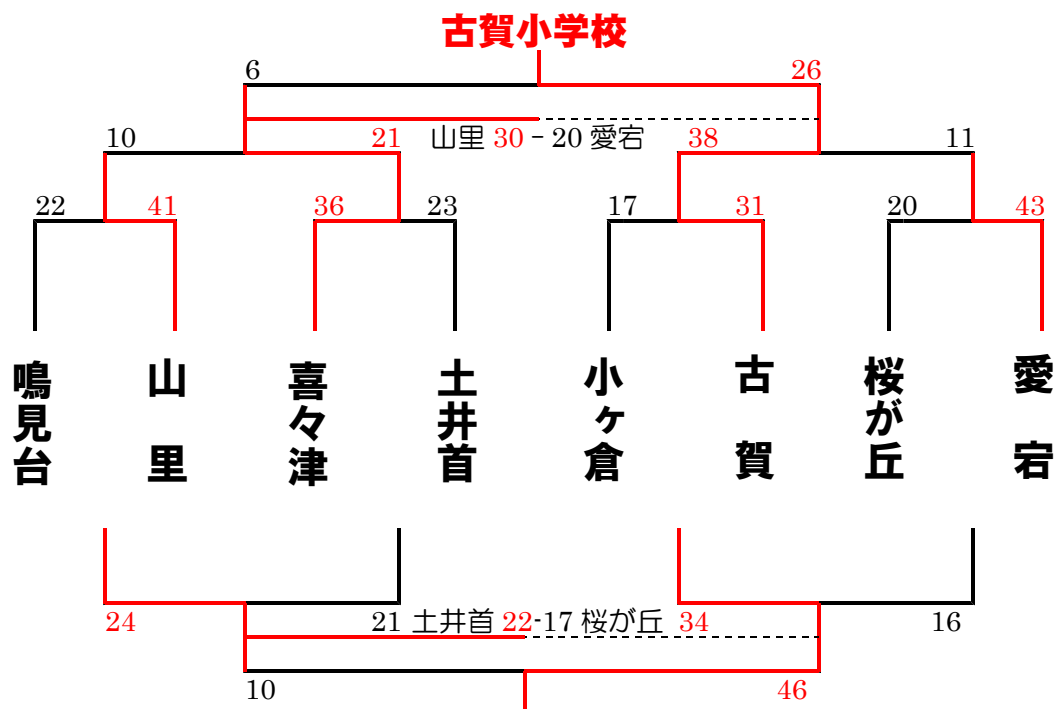 古賀小学校
6 26
10 21 山里 30 - 20 愛宕 38 11
22 41 36 23 17 31 20 43
鳴見台
山里
喜々津
土井首
小ヶ倉
古賀
桜が丘
愛宕
24 21 土井首 22-17 桜が丘 34 16
10 46